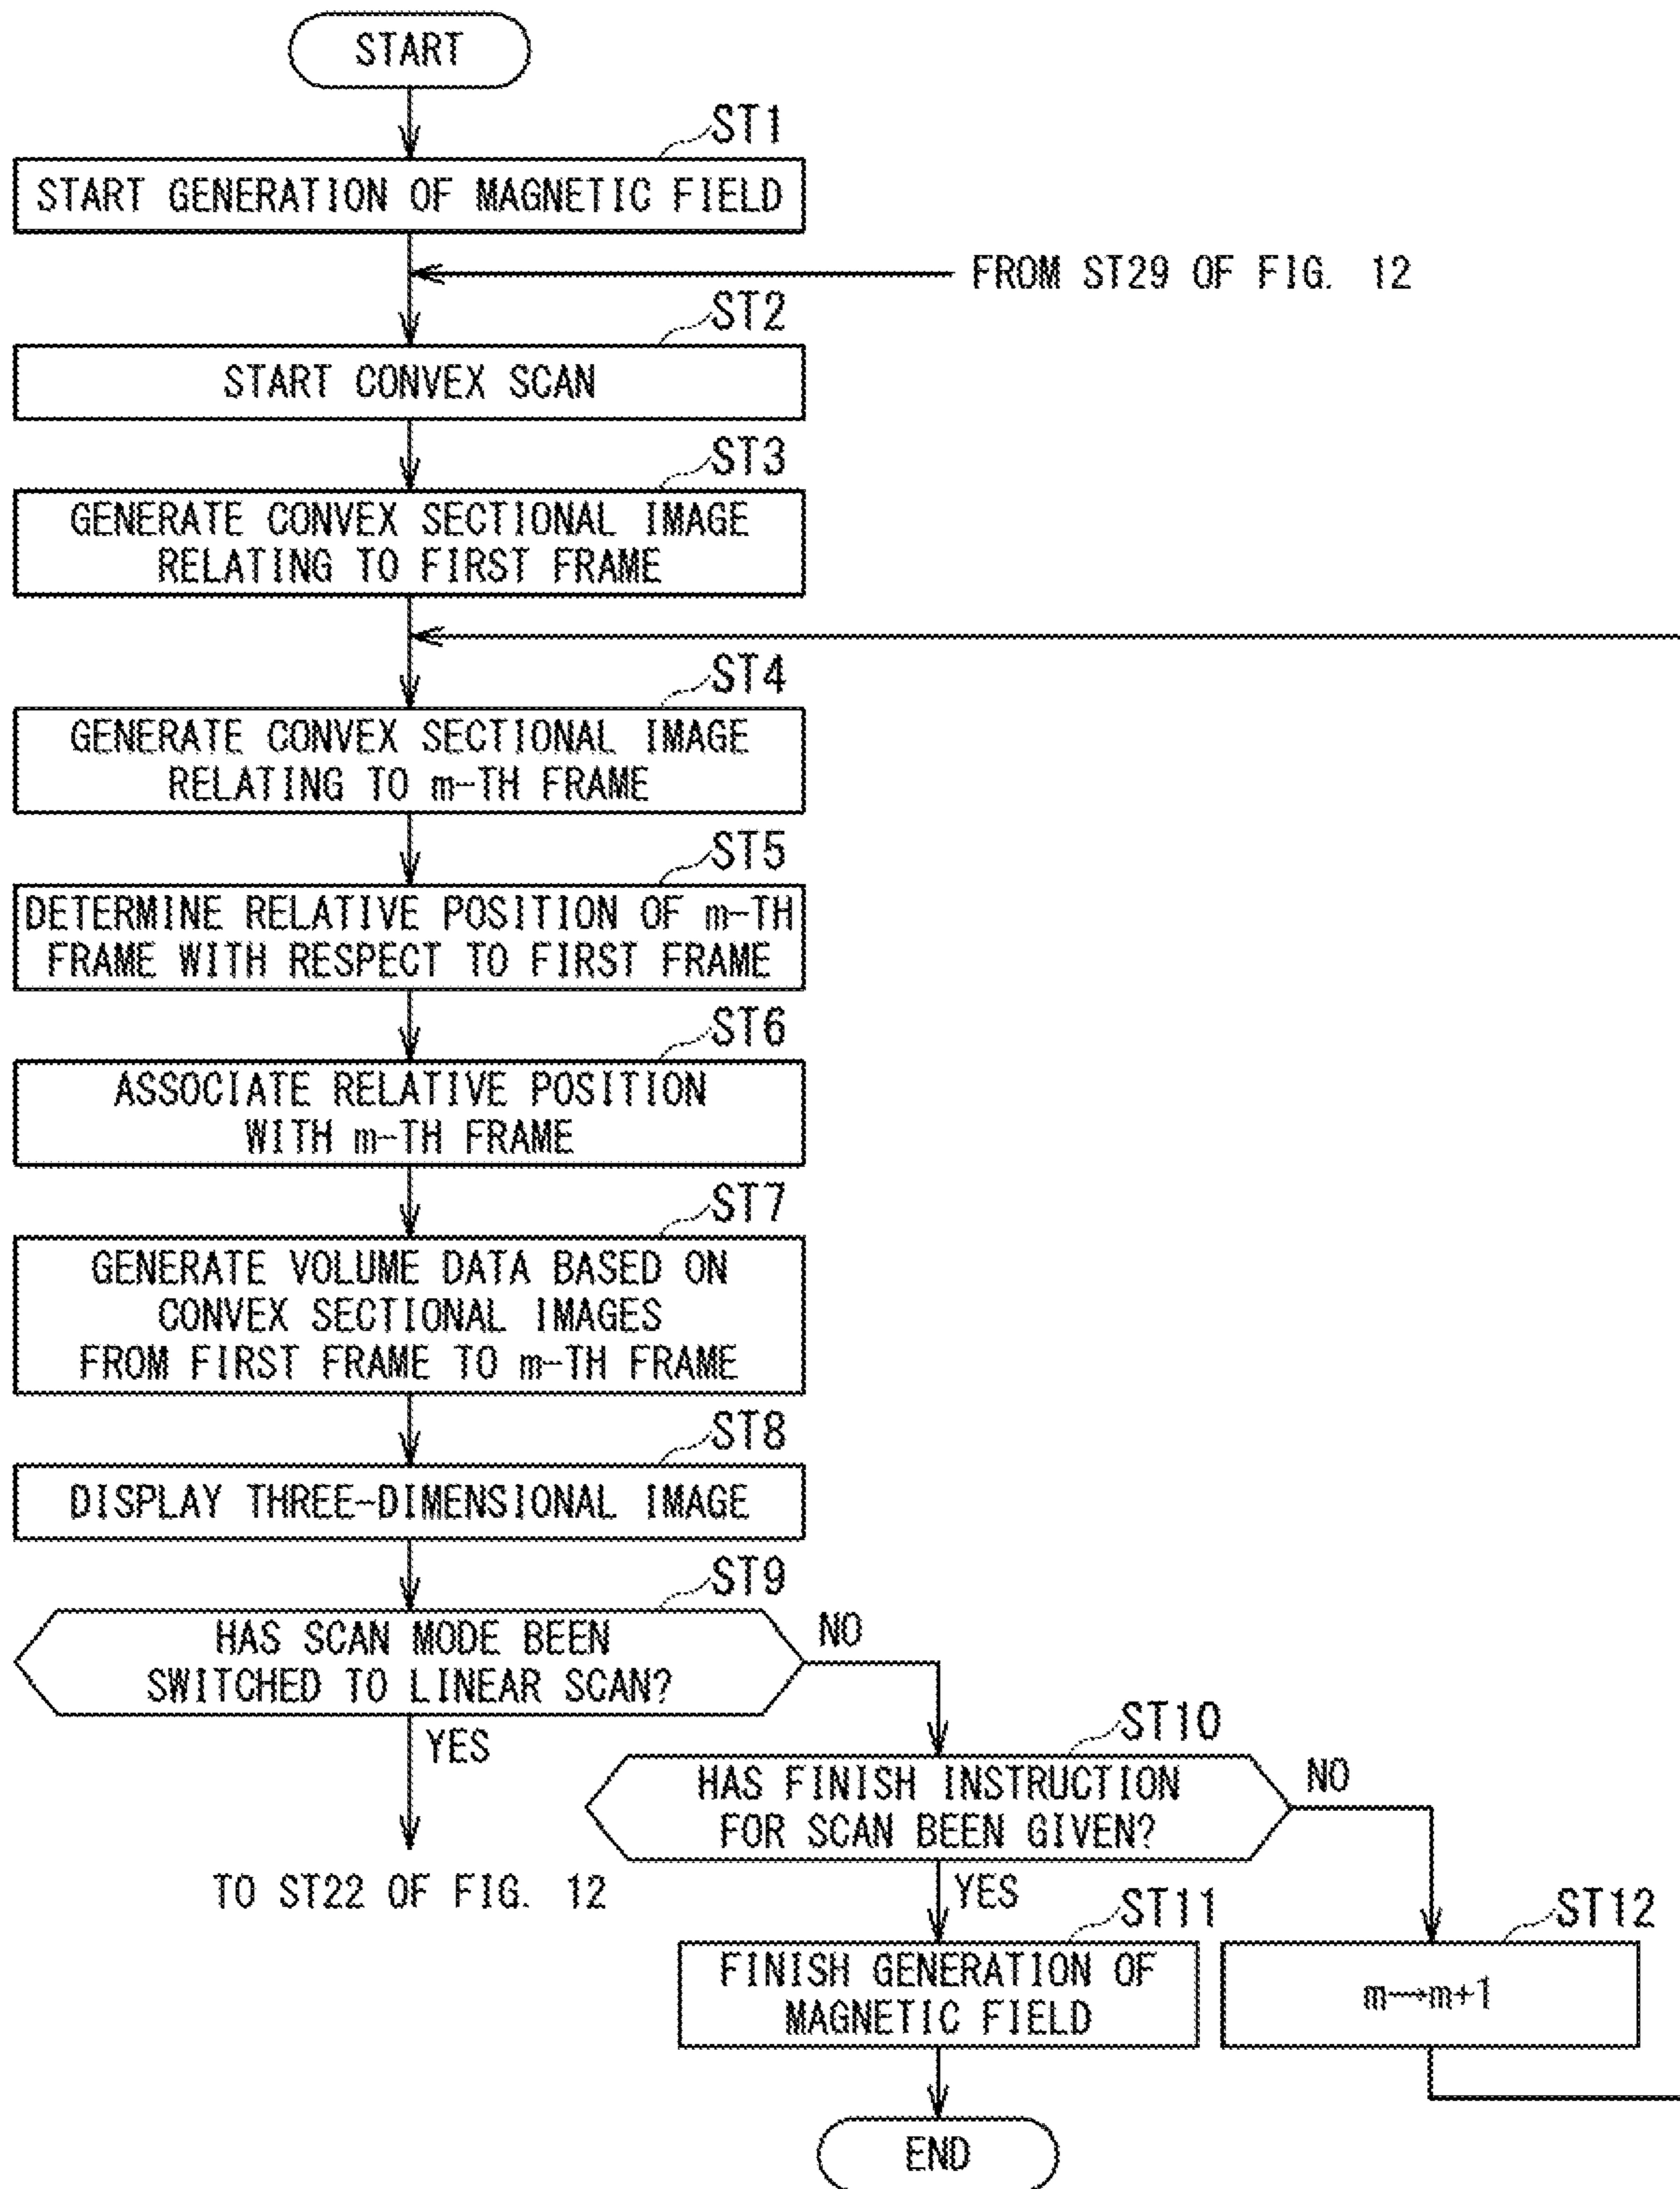 START
ST1
START GENERATION OF MAGNETIC FIELD
FROM ST29 OF FIG. 12
ST2
START CONVEX SCAN
ST3
GENERATE CONVEX SECTIONAL IMAGE
RELATING TO FIRST FRAME
ST4
GENERATE CONVEX SECTIONAL IMAGE
RELATING TO m-TH FRAME
ST5
DETERMINE RELATIVE POSITION OF m-TH
FRAME WITH RESPECT TO FIRST FRAME
ST6
ASSOCIATE RELATIVE POSITION
WITH m-TH FRAME
ST7
GENERATE VOLUME DATA BASED ON
CONVEX SECTIONAL IMAGES
FROM FIRST FRAME TO m-TH FRAME
ST8
DISPLAY THREE-DIMENSIONAL IMAGE
ST9
HAS SCAN MODE BEEN
SWITCHED TO LINEAR SCAN?
NO
YES
TO ST22 OF FIG. 12
ST10
HAS FINISH INSTRUCTION
FOR SCAN BEEN GIVEN?
NO
YES
ST11
FINISH GENERATION OF
MAGNETIC FIELD
ST12
m→m+1
END